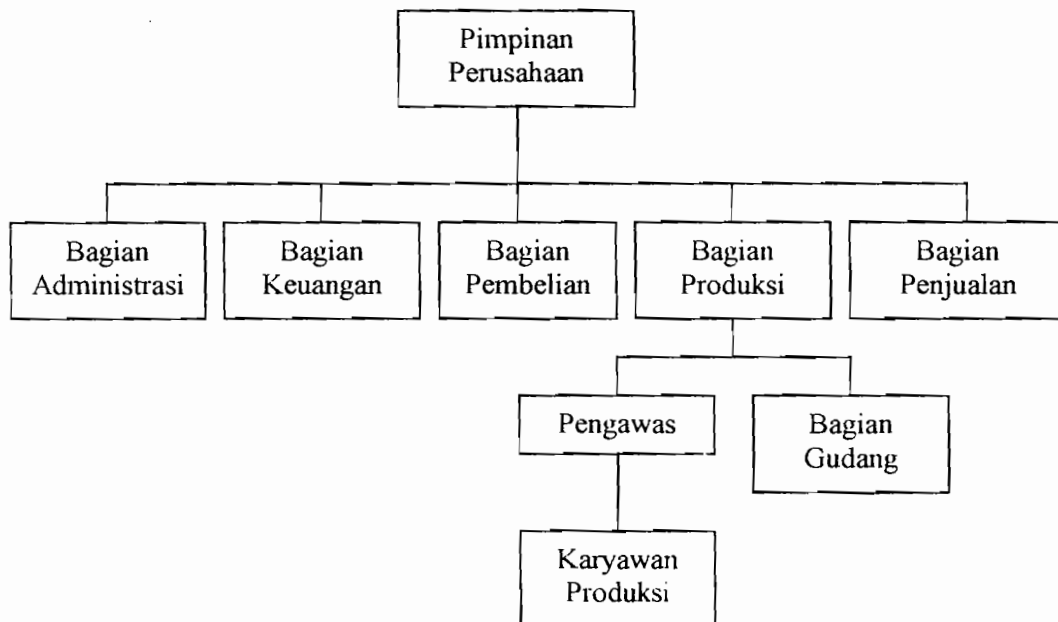 Pimpinan
Perusahaan
Bagian
Administrasi
Bagian
Keuangan
Bagian
Pembelian
Bagian
Produksi
Bagian
Penjualan
Pengawas
Bagian
Gudang
Karyawan
Produksi